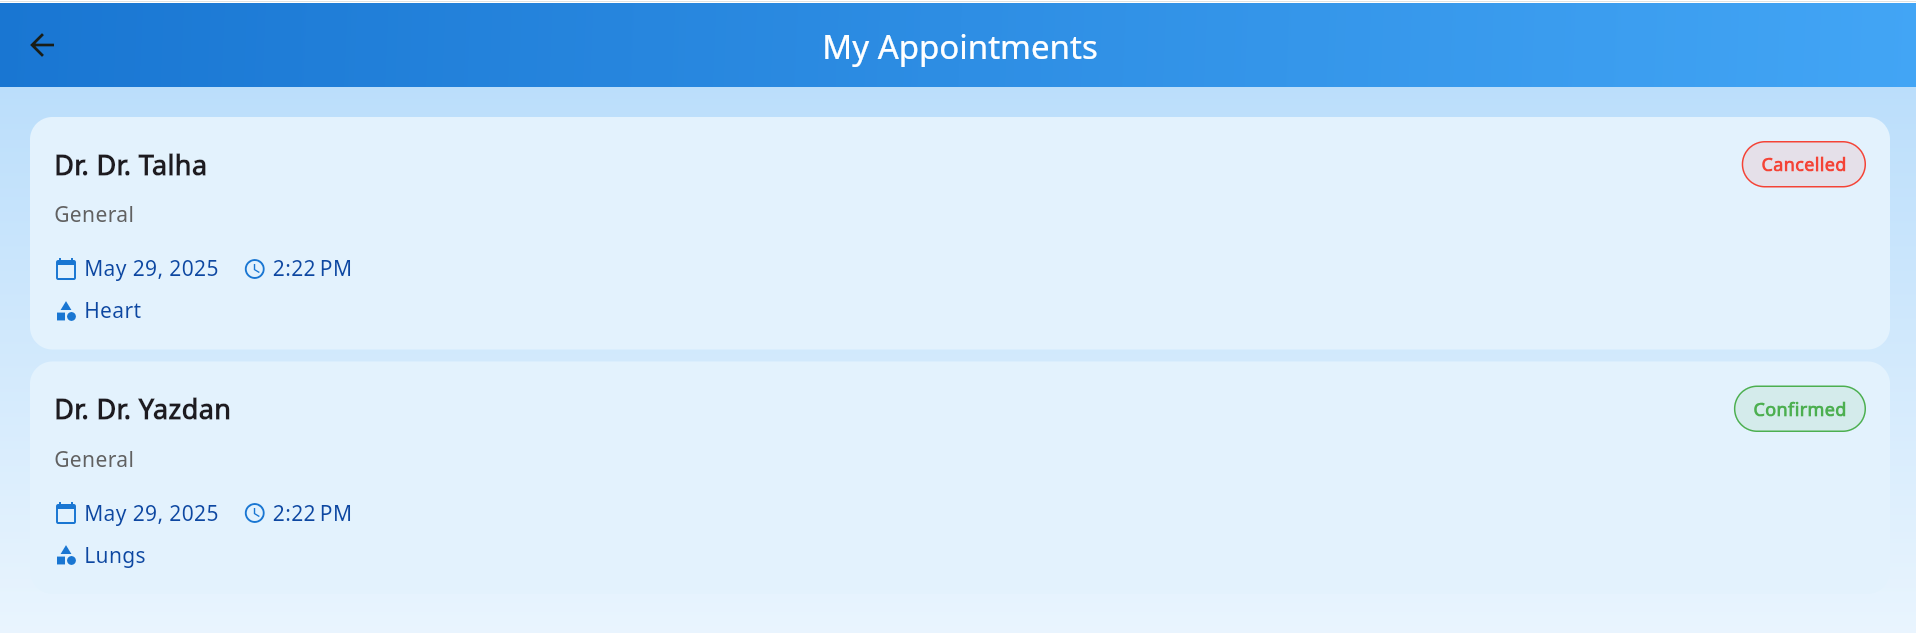 My Appointments
Dr. Dr. Talha
Cancelled
General
May 29, 2025 2:22 PM
Heart
Dr. Dr. Yazdan
Confirmed
General
May 29, 2025 2:22 PM
Lungs